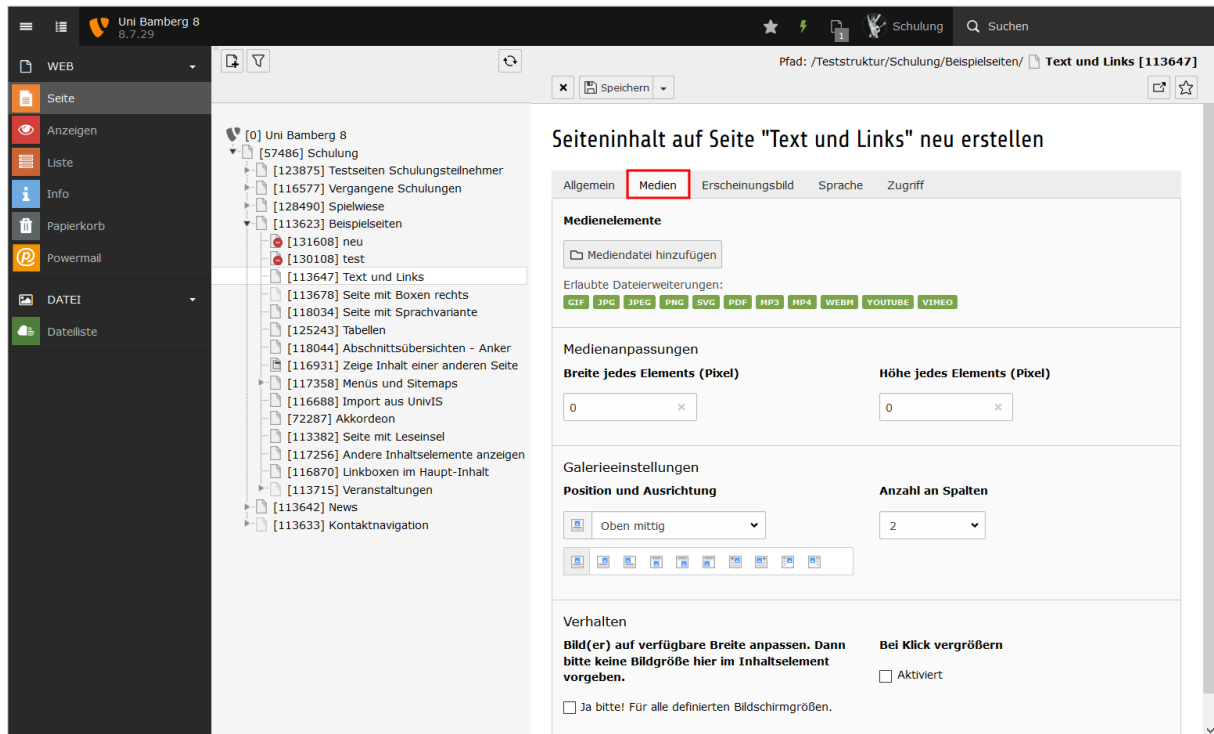 Uni Bamberg 8
8.7.29
1
Schulung
Suchen
WEB
Seite
Anzeigen
Liste
Info
Papierkorb
Powermail
DATEI
Dateiliste
[0] Uni Bamberg 8
[57486] Schulung
[123875] Testseiten Schulungsteilnehmer
[116577] Vergangene Schulungen
[128490] Spielwiese
[113623] Beispielseiten
[131608] neu
[130108] test
[113647] Text und Links
[113678] Seite mit Boxen rechts
[118034] Seite mit Sprachvariante
[125243] Tabellen
[118044] Abschnittsübersichten - Anker
[116931] Zeige Inhalt einer anderen Seite
[117358] Menüs und Sitemaps
[116688] Import aus UnivIS
[72287] Akkordeon
[113382] Seite mit Leseinsel
[117256] Andere Inhaltselemente anzeigen
[116870] Linkboxen im Haupt-Inhalt
[113715] Veranstaltungen
[113642] News
[113633] Kontaktnavigation
Pfad: /Teststruktur/Schulung/Beispielseiten/ Text und Links [113647]
Speichern
Seiteninhalt auf Seite "Text und Links" neu erstellen
Allgemein Medien Erscheinungsbild Sprache Zugriff
Medienelemente
Mediendatei hinzufügen
Erlaubte Dateierweiterungen:
GIF JPG JPEG PNG SVG PDF MP3 MP4 WEBM YOUTUBE VIMEO
Medienanpassungen
Breite jedes Elements (Pixel) Höhe jedes Elements (Pixel)
0 0
Galerieeinstellungen
Position und Ausrichtung Anzahl an Spalten
Oben mittig 2
Verhalten
Bild(er) auf verfügbare Breite anpassen. Dann Bei Klick vergrößern
bitte keine Bildgröße hier im Inhaltselement
vorgeben. Aktiviert
Ja bitte! Für alle definierten Bildschirmgrößen.